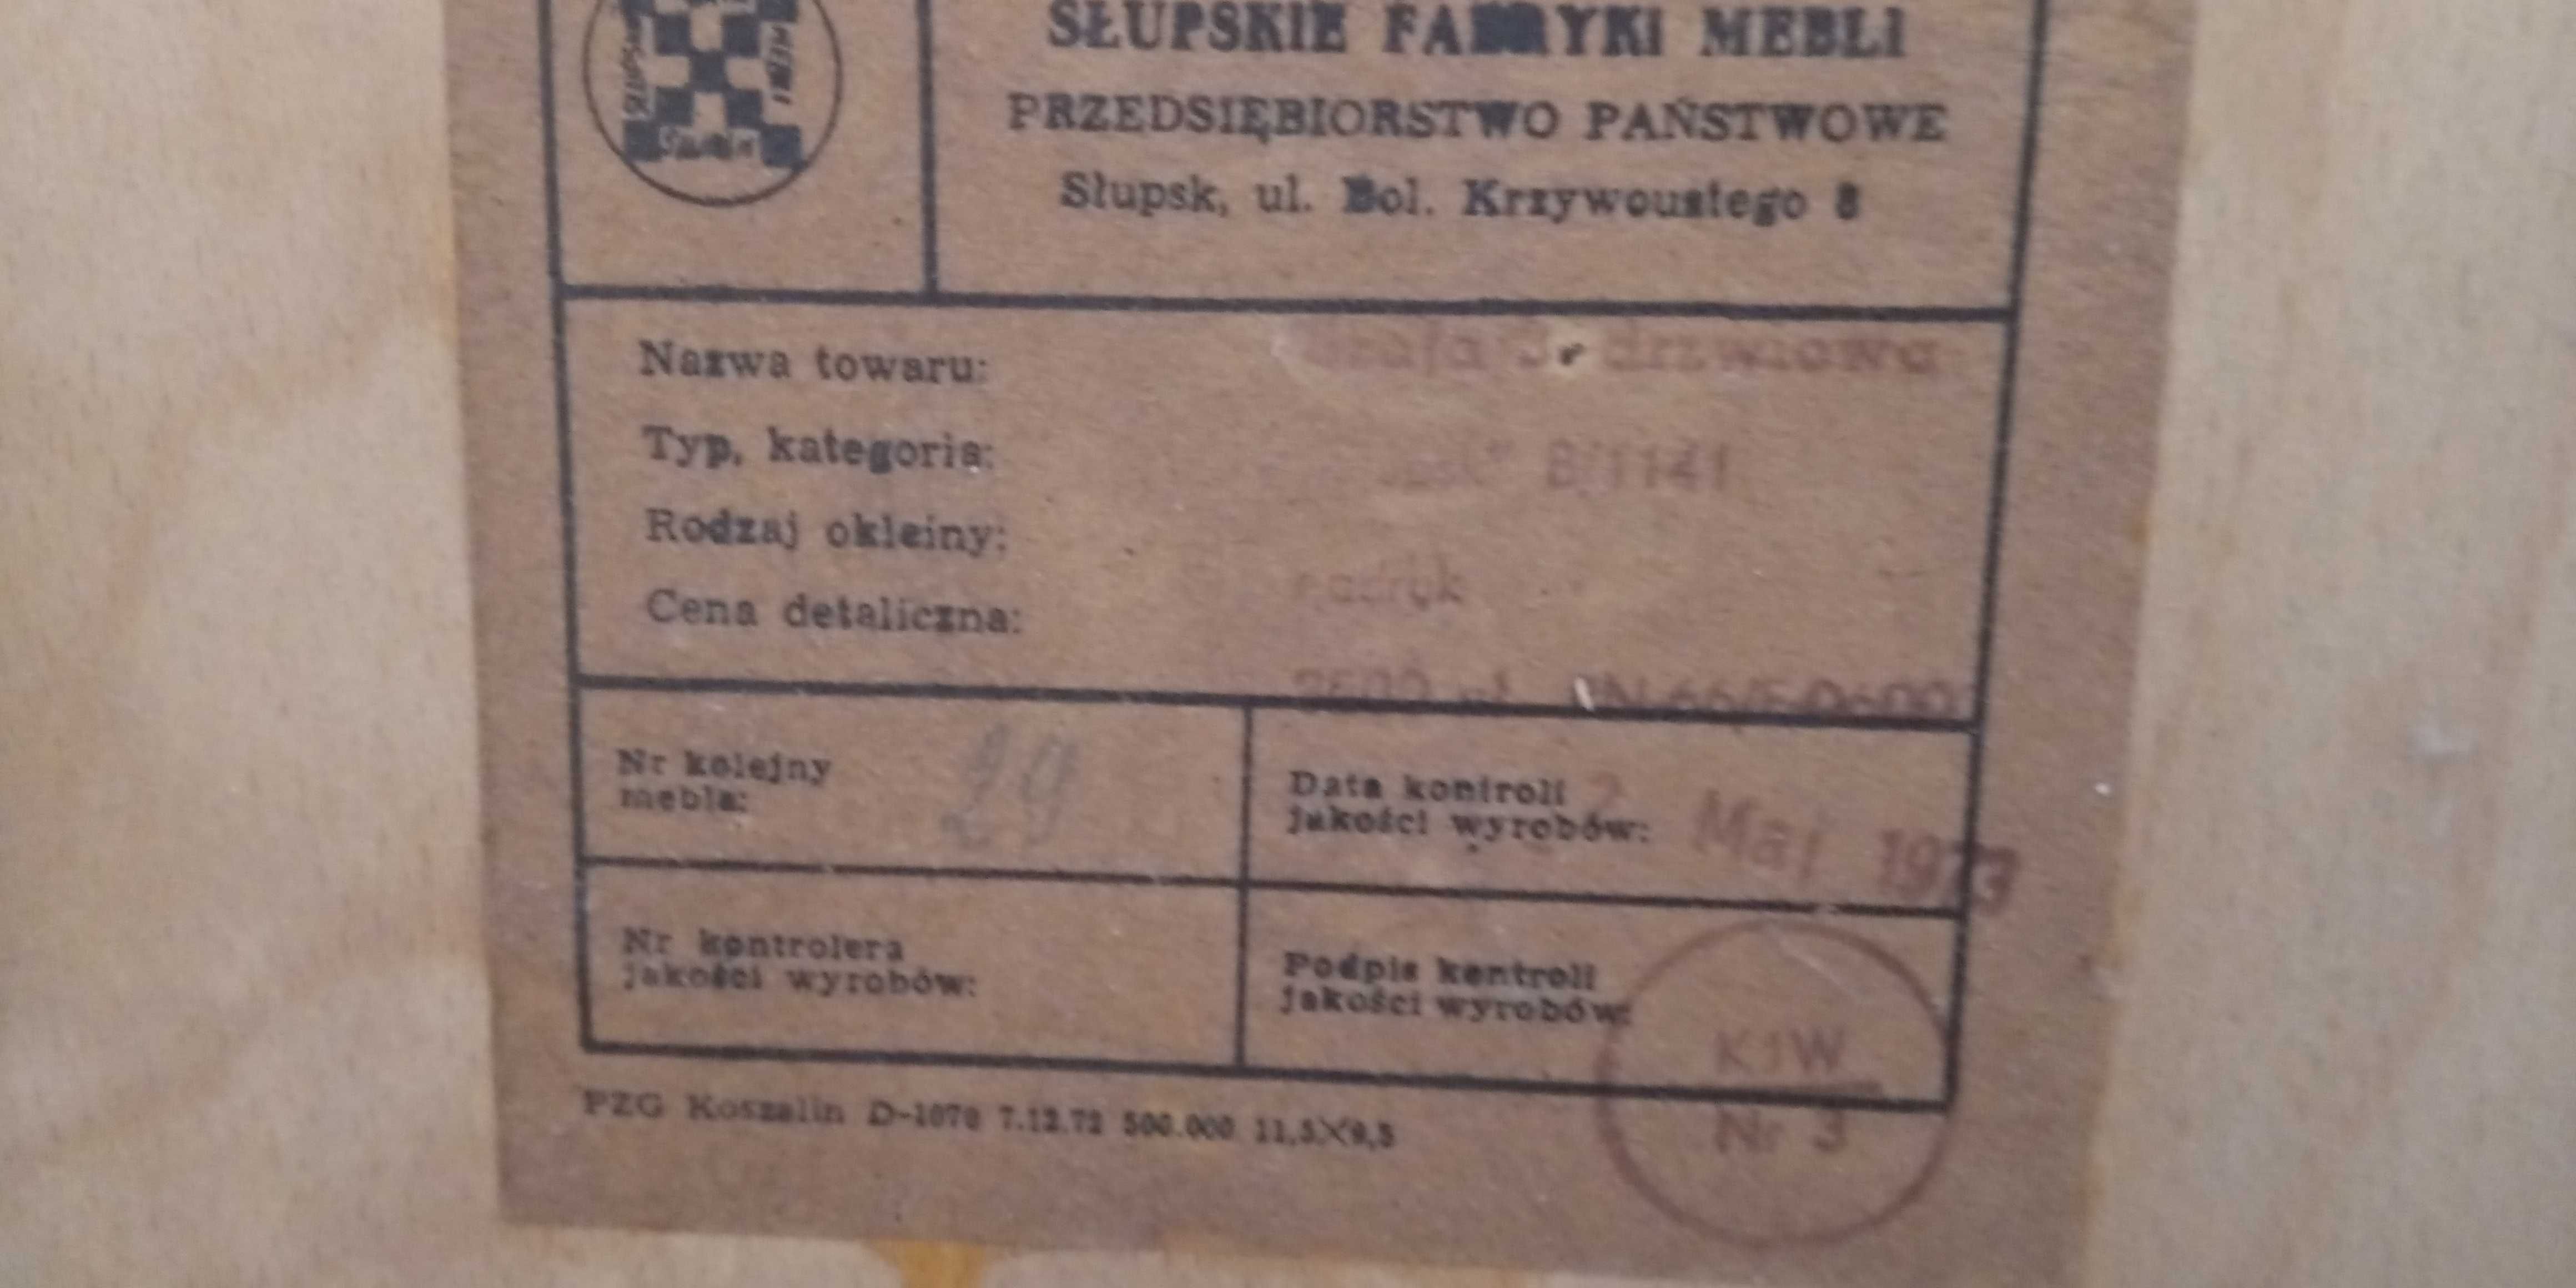 SŁUPSKIE FABRYKI MEBLI
PRZEDSIĘBIORSTWO PAŃSTWOWE
Słupsk, ul. Bol. Krzywoustego 8
Nazwa towaru: drzwiowa
Typ, kategoria: B/1141
Rodzaj okleiny:
Cena detaliczna:
Nr kolejny
mebla: 29
Data kontroli 2 Maj 1973
jakości wyrobów:
Nr kontrolera
jakości wyrobów:
Podpis kontroli
jakości wyrobów:
KJW
Nr 3
PZG Koszalin D-1070 7.12.72 500.000 11,5X9,5